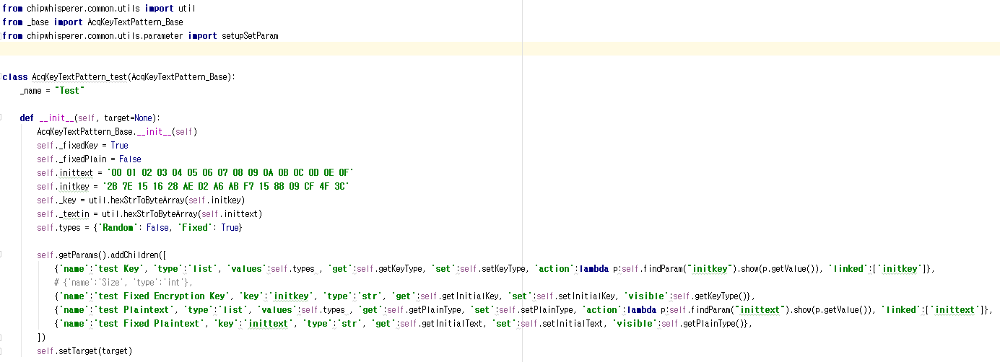 from chipwhisperer.common.utils import util
from _base import AcqKeyTextPattern_Base
from chipwhisperer.common.utils.parameter import setupSetParam
class AcqKeyTextPattern_test(AcqKeyTextPattern_Base):
_name = "Test"
def __init__(self, target=None):
AcqKeyTextPattern_Base.__init__(self)
self._fixedKey = True
self._fixedPlain = False
self.inittext = '00 01 02 03 04 05 06 07 08 09 0A 0B 0C 0D 0E 0F'
self.initkey = '2B 7E 15 16 28 AE D2 A6 AB F7 15 88 09 CF 4F 3C'
self._key = util.hexStrToByteArray(self.initkey)
self._textin = util.hexStrToByteArray(self.inittext)
self.types = {'Random': False, 'Fixed': True}
self.getParams().addChildren([
{'name':'test Key', 'type':'list', 'values':self.types , 'get':self.getKeyType, 'set':self.setKeyType, 'action':lambda p:self.findParam("initkey").show(p.getValue()), 'linked':['initkey']},
# {'name':'Size', 'type':'int'},
{'name':'test Fixed Encryption Key', 'key':'initkey', 'type':'str', 'get':self.getInitialKey, 'set':self.setInitialKey, 'visible':self.getKeyType()},
{'name':'test Plaintext', 'type':'list', 'values':self.types , 'get':self.getPlainType, 'set':self.setPlainType, 'action':lambda p:self.findParam("inittext").show(p.getValue()), 'linked':['inittext']},
{'name':'test Fixed Plaintext', 'key':'inittext', 'type':'str', 'get':self.getInitialText, 'set':self.setInitialText, 'visible':self.getPlainType()},
])
self.setTarget(target)